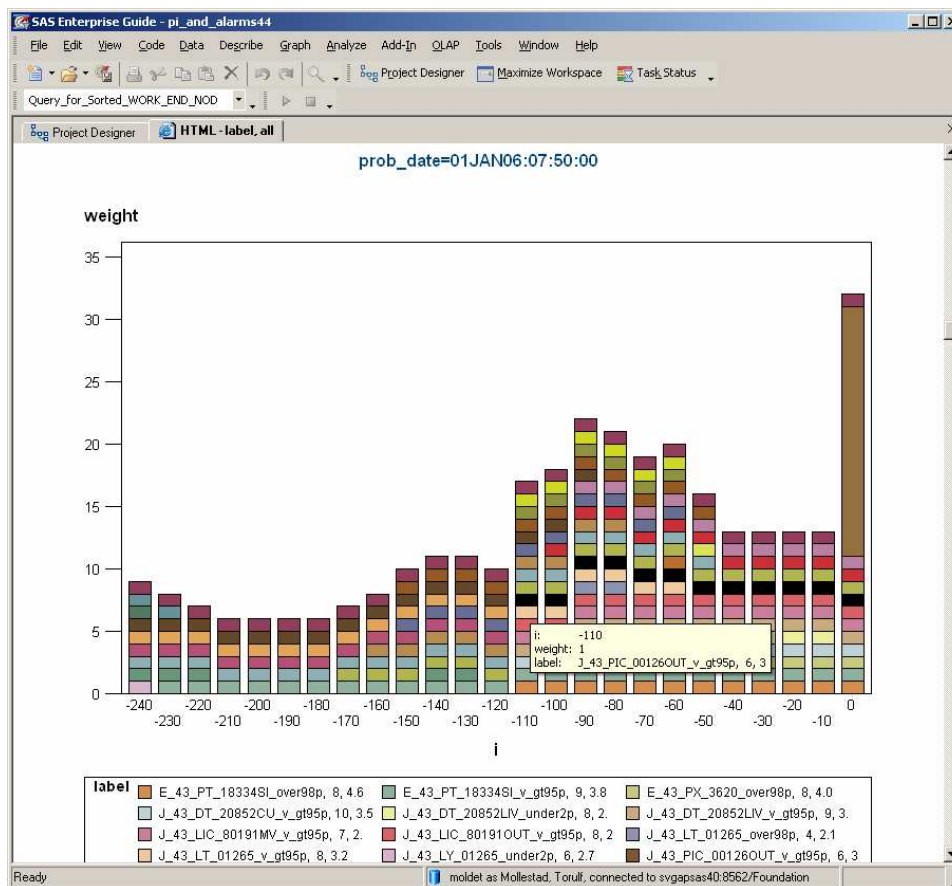 SAS Enterprise Guide - pi_and_alarms44
File Edit View Code Data Describe Graph Analyze Add-In OLAP Tools Window Help
Project Designer Maximize Workspace Task Status
Query_for_Sorted_WORK_END_NOD
Project Designer HTML - label, all
prob_date=01JAN06:07:50:00
weight
35
30
25
20
15
10
5
0
-240 -220 -200 -180 -160 -140 -120 -100 -80 -60 -40 -20 0
-230 -210 -190 -170 -150 -130 -110 -90 -70 -50 -30 -10
i
i: -110
weight: 1
label: J_43_PIC_00126OUT_v_gt95p, 6, 3
label E_43_PT_18334SI_over98p, 8, 4.6 E_43_PT_18334SI_v_gt95p, 9, 3.8 E_43_PX_3620_over98p, 8, 4.0
J_43_DT_20852CU_v_gt95p, 10, 3.5 J_43_DT_20852LIV_under2p, 8, 2. J_43_DT_20852LIV_v_gt95p, 9, 3.
J_43_LIC_80191MV_v_gt95p, 7, 2. J_43_LIC_80191OUT_v_gt95p, 8, 2 J_43_LT_01265_over98p, 4, 2.1
J_43_LT_01265_v_gt95p, 8, 3.2 J_43_LY_01265_under2p, 6, 2.7 J_43_PIC_00126OUT_v_gt95p, 6, 3
Ready moldet as Mollestad, Torulf, connected to svgapsas40:8562/Foundation